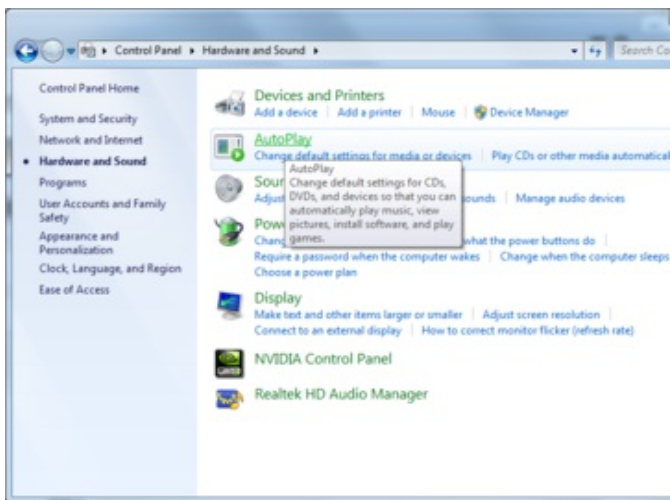 Control Panel Hardware and Sound Search Co
Control Panel Home
System and Security
Network and Internet
Hardware and Sound
Programs
User Accounts and Family
Safety
Appearance and
Personalization
Clock, Language, and Region
Ease of Access
Devices and Printers
Add a device Add a printer Mouse Device Manager
AutoPlay
Change default settings for media or devices Play CDs or other media automatical
AutoPlay
Change default settings for CDs,
DVDs, and devices so that you can
automatically play music, view
pictures, install software, and play
games.
Sour
Adjust ounds Manage audio devices
Pow
Chang what the power buttons do
Require a password when the computer wakes Change when the computer sleeps
Choose a power plan
Display
Make text and other items larger or smaller Adjust screen resolution
Connect to an external display How to correct monitor flicker (refresh rate)
NVIDIA Control Panel
Realtek HD Audio Manager